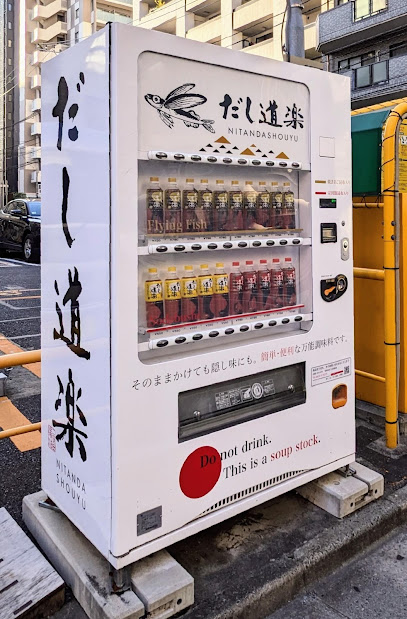 だし道楽
NITANDA
SHOUYU
だし道楽
NITANDASHOUYU
Flying Fish
そのままかけても隠し味にも。簡単・便利な万能調味料です。
Do not drink.
This is a soup stock.